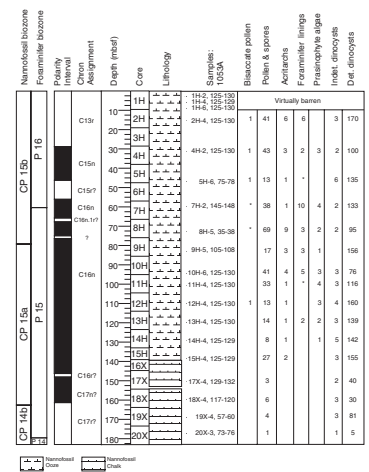 Nannofossil biozone
Foraminifer biozone
Polarity Interval
Chron Assignment
Depth (mbsf)
Core
Lithology
Samples: 1053A
Bisaccate pollen
Pollen & spores
Acritarchs
Foraminifer linings
Prasinophyte algae
Indet. dinocysts
Det. dinocysts
CP 15b
CP 15a
CP 14b
P 16
P 15
P 14
C13r
C15n
C15r?
C16n
C16n.1r?
?
C16n
C16r?
C17n?
C17r?
10
20
30
40
50
60
70
80
90
100
110
120
130
140
150
160
170
180
1H
2H
3H
4H
5H
6H
7H
8H
9H
10H
11H
12H
13H
14H
15H
16X
17X
18X
19X
20X
1H-2, 125-130
1H-4, 125-129
1H-6, 125-130
Virtually barren
2H-4, 125-130 1 41 6 6 3 170
4H-2, 125-130 1 43 3 2 3 2 100
5H-6, 75-78 1 13 1 * 6 135
7H-2, 145-148 * 38 1 10 4 2 133
8H-5, 35-38 * 69 9 3 2 2 95
9H-5, 105-108 17 3 3 1 156
10H-6, 125-130 41 4 5 3 3 76
11H-4, 125-130 33 1 * 4 3 116
12H-4, 125-130 1 13 1 3 4 160
13H-4, 125-130 14 1 2 2 3 139
14H-4, 125-129 8 1 1 5 142
15H-4, 125-129 27 2 3 155
17X-4, 129-132 3 2 40
18X-4, 117-120 6 3 30
19X-4, 57-60 4 3 81
20X-3, 73-76 1 1 5
Nannofossil Ooze
Nannofossil Chalk